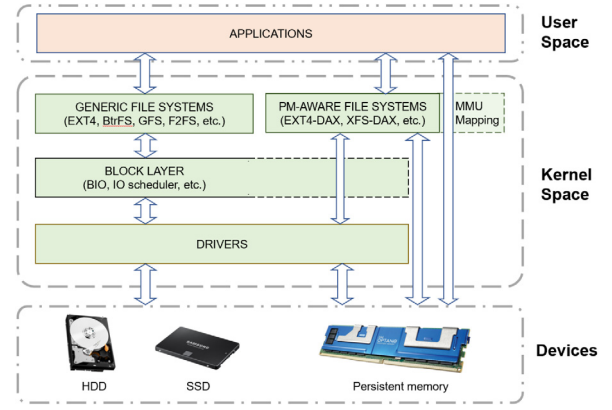 APPLICATIONS
User
Space
GENERIC FILE SYSTEMS
(EXT4, BtrFS, GFS, F2FS, etc.)
PM-AWARE FILE SYSTEMS
(EXT4-DAX, XFS-DAX, etc.)
MMU
Mapping
BLOCK LAYER
(BIO, IO scheduler, etc.)
Kernel
Space
DRIVERS
SAMSUNG
Devices
HDD
SSD
Persistent memory